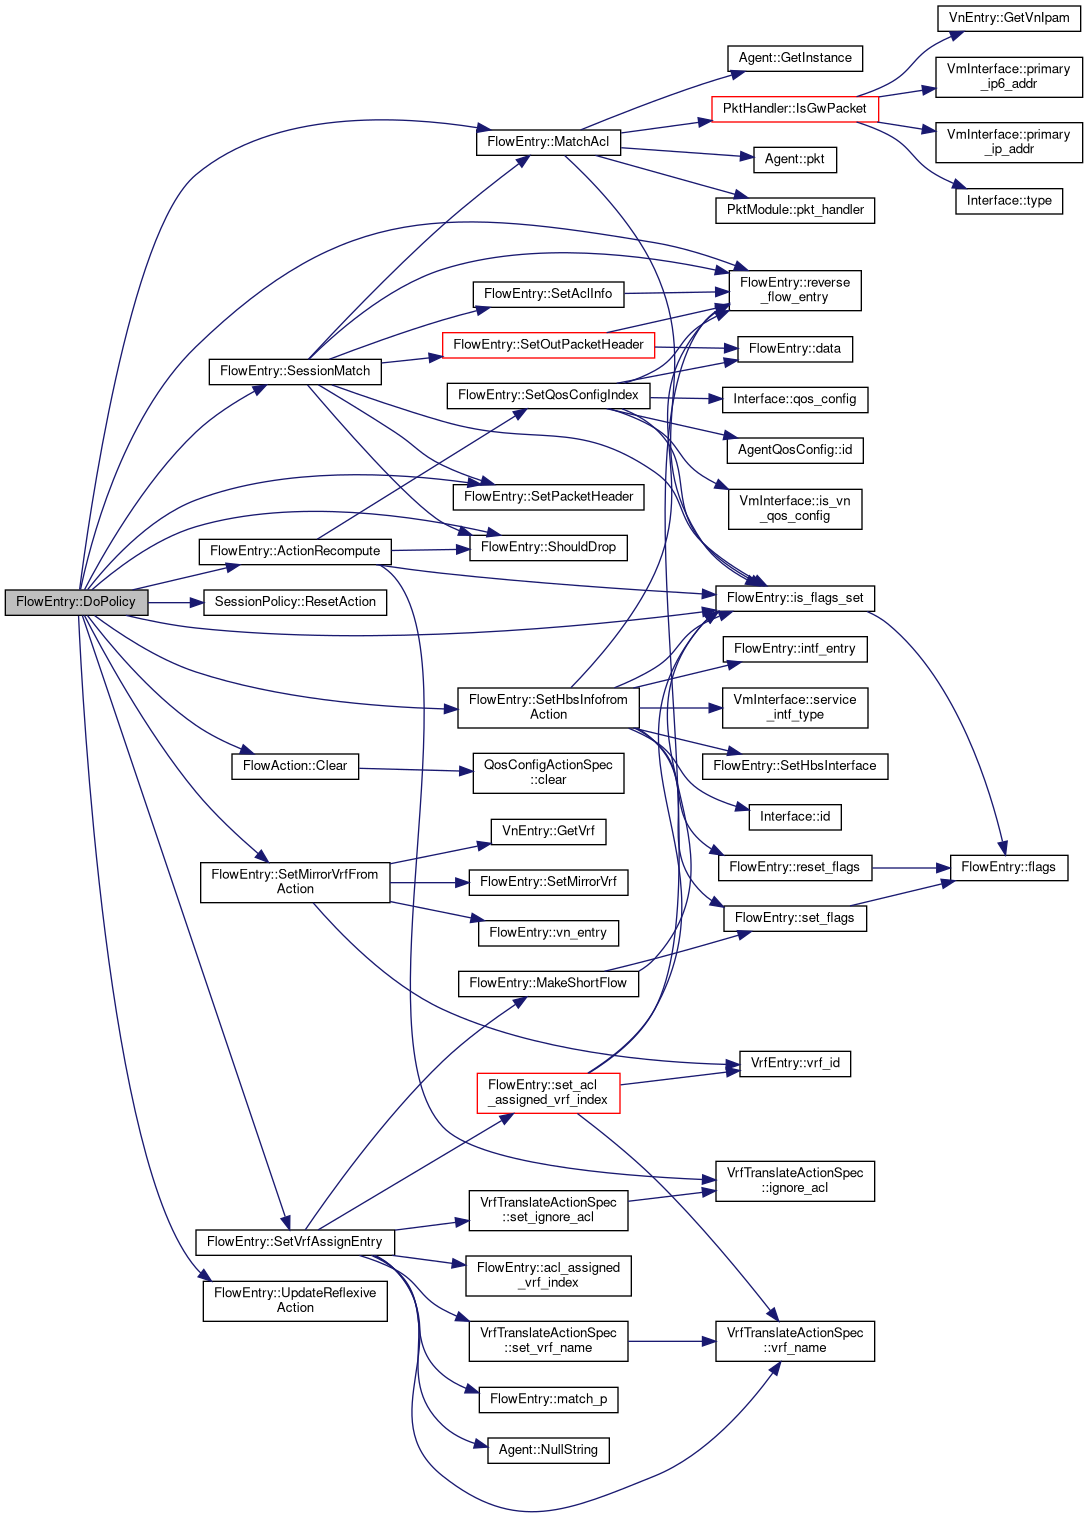 VnEntry::GetVnIpam
Agent::GetInstance
VmInterface::primary
_ip6_addr
PktHandler::IsGwPacket
FlowEntry::MatchAcl
VmInterface::primary
_ip_addr
Agent::pkt
Interface::type
PktModule::pkt_handler
FlowEntry::reverse
_flow_entry
FlowEntry::SetAclInfo
FlowEntry::SetOutPacketHeader
FlowEntry::data
FlowEntry::SessionMatch
FlowEntry::SetQosConfigIndex
Interface::qos_config
AgentQosConfig::id
FlowEntry::SetPacketHeader
VmInterface::is_vn
_qos_config
FlowEntry::ActionRecompute
FlowEntry::ShouldDrop
FlowEntry::DoPolicy
SessionPolicy::ResetAction
FlowEntry::is_flags_set
FlowEntry::intf_entry
FlowEntry::SetHbsInfofrom
Action
VmInterface::service
_intf_type
FlowAction::Clear
QosConfigActionSpec
::clear
FlowEntry::SetHbsInterface
Interface::id
VnEntry::GetVrf
FlowEntry::SetMirrorVrfFrom
Action
FlowEntry::SetMirrorVrf
FlowEntry::reset_flags
FlowEntry::flags
FlowEntry::vn_entry
FlowEntry::set_flags
FlowEntry::MakeShortFlow
VrfEntry::vrf_id
FlowEntry::set_acl
_assigned_vrf_index
VrfTranslateActionSpec
::ignore_acl
VrfTranslateActionSpec
::set_ignore_acl
FlowEntry::SetVrfAssignEntry
FlowEntry::acl_assigned
_vrf_index
FlowEntry::UpdateReflexive
Action
VrfTranslateActionSpec
::set_vrf_name
VrfTranslateActionSpec
::vrf_name
FlowEntry::match_p
Agent::NullString